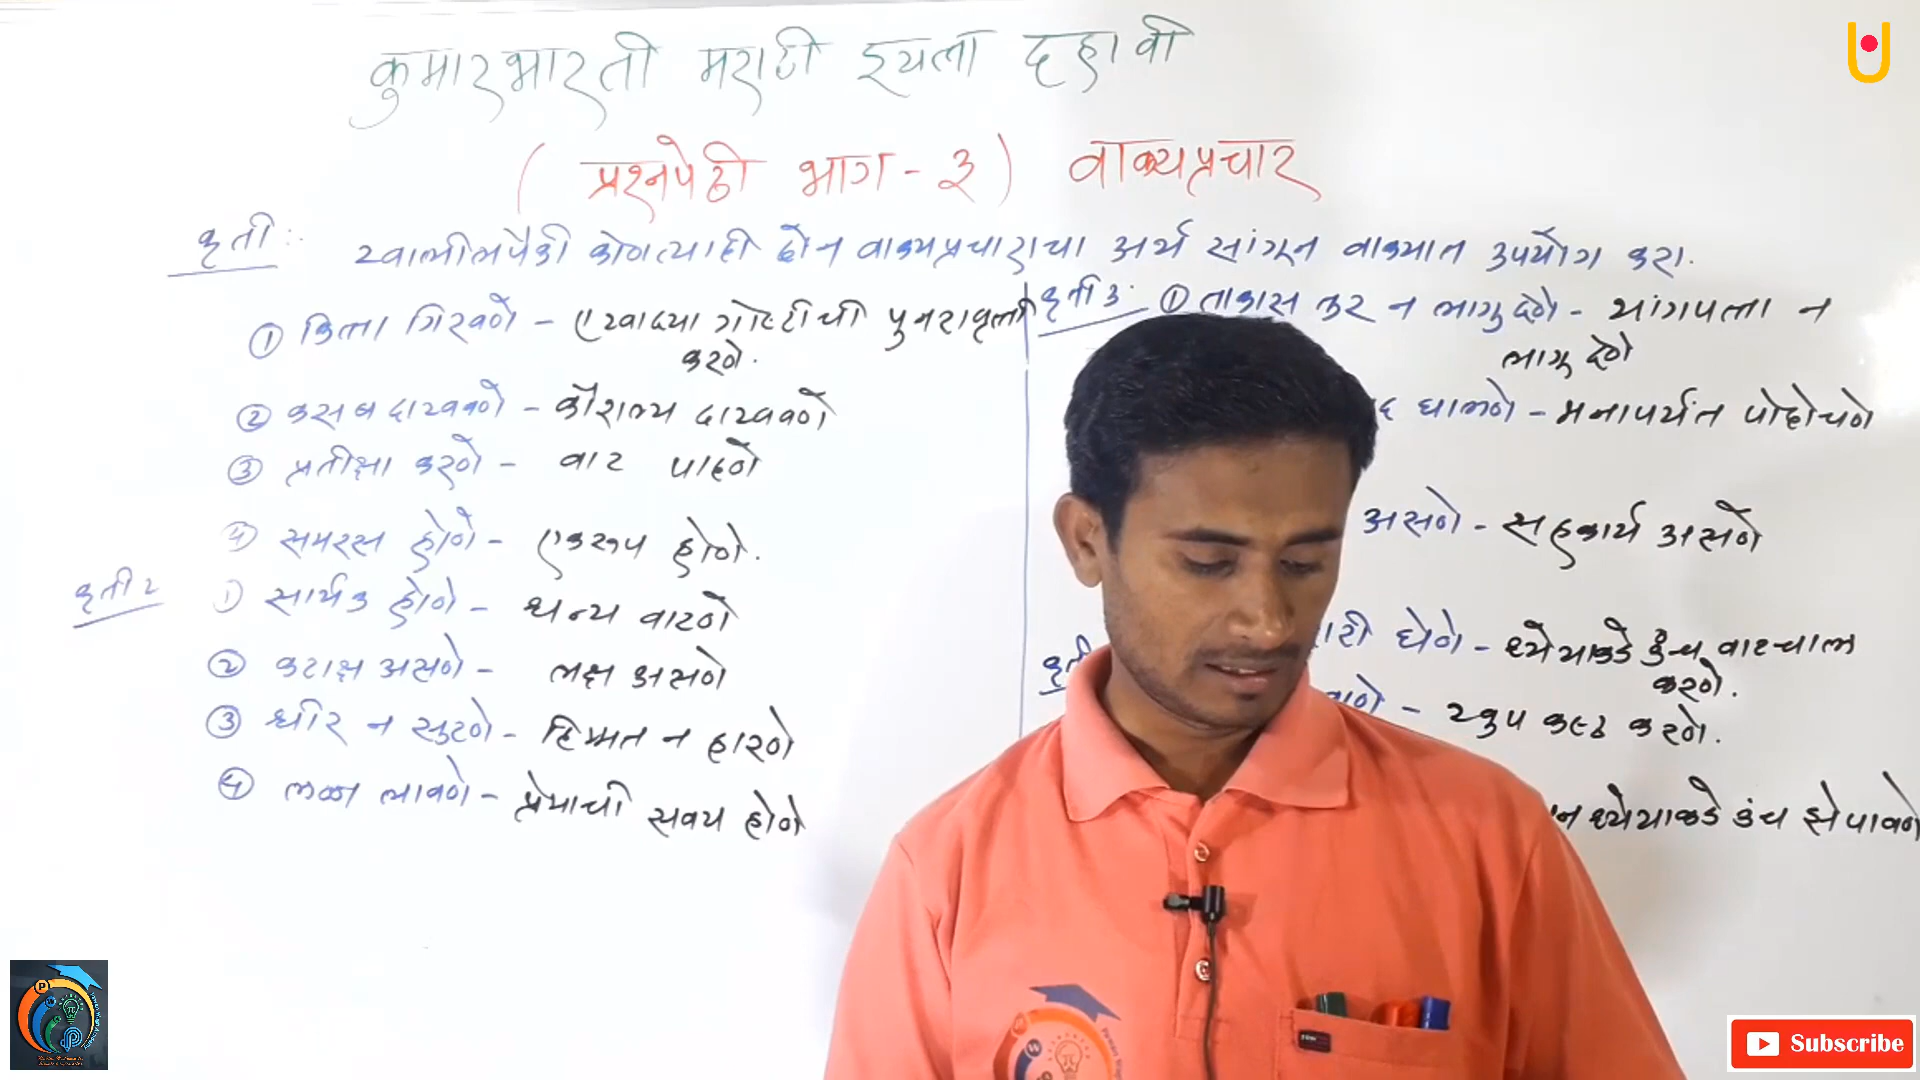 कुमारभारती मराठी इयत्ता दहावी
(प्रश्नपेढी भाग-३) वाक्यप्रचार
कृती :-
खालीलपैकी कोणत्याही दोन वाक्यप्रचाराचा अर्थ सांगून वाक्यात उपयोग करा.
① कित्ता गिरवणे - एखाद्या गोष्टीची पुनरावृत्ती
करणे.
② कसब दाखवणे - कौशल्य दाखवणे
③ प्रतीक्षा करणे - वाट पाहणे
④ समरस होणे - एकरूप होणे.
कृती २
① सार्थक होणे - धन्य वाटणे
② कटाक्ष असणे - लक्ष असणे
③ धीर न सुटणे - हिम्मत न हारणे
④ लळा लावणे - प्रेमाची सवय होणे
कृती ३. ① ताकास तूर न लागू देणे - थांगपत्ता न
लागू देणे
घालणे - मनापर्यंत पोहोचणे
असणे - सहकार्य असणे
घेणे - ध्येयाकडे उंच वाटचाल
करणे.
- खुप कष्ट करणे.
ध्येयाकडे उंच झेपावणे
Subscribe